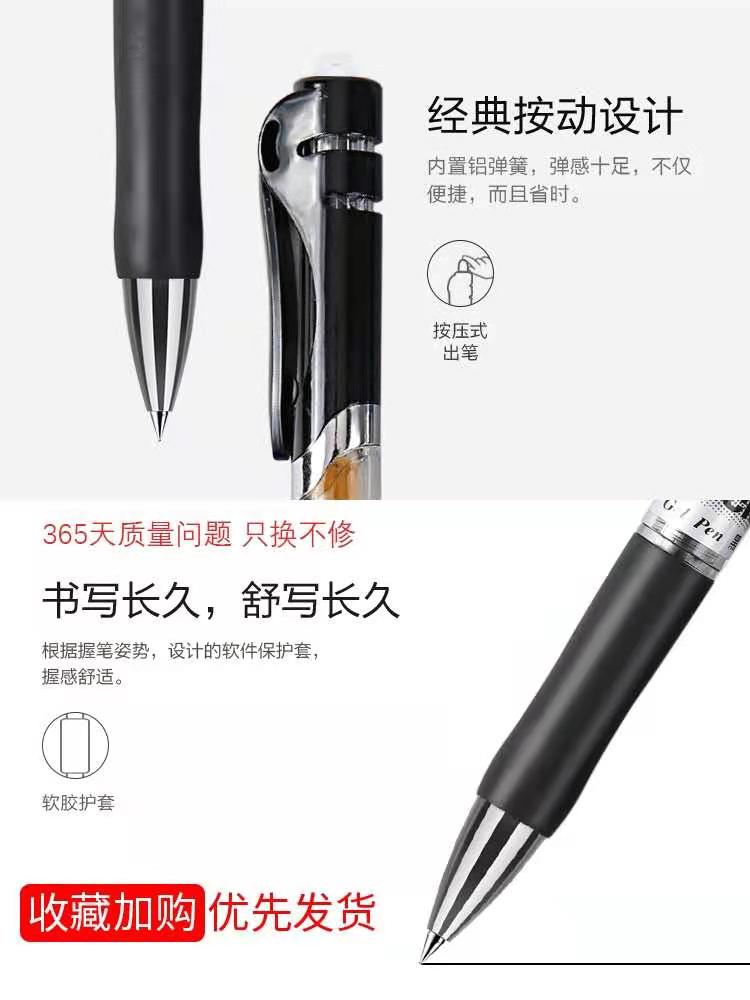 经典按动设计
内置铝弹簧，弹感十足，不仅
便捷，而且省时。
按压式
出笔
365天质量问题 只换不修
书写长久，舒写长久
根据握笔姿势，设计的软件保护套，
握感舒适。
软胶护套
收藏加购 优先发货
Pen